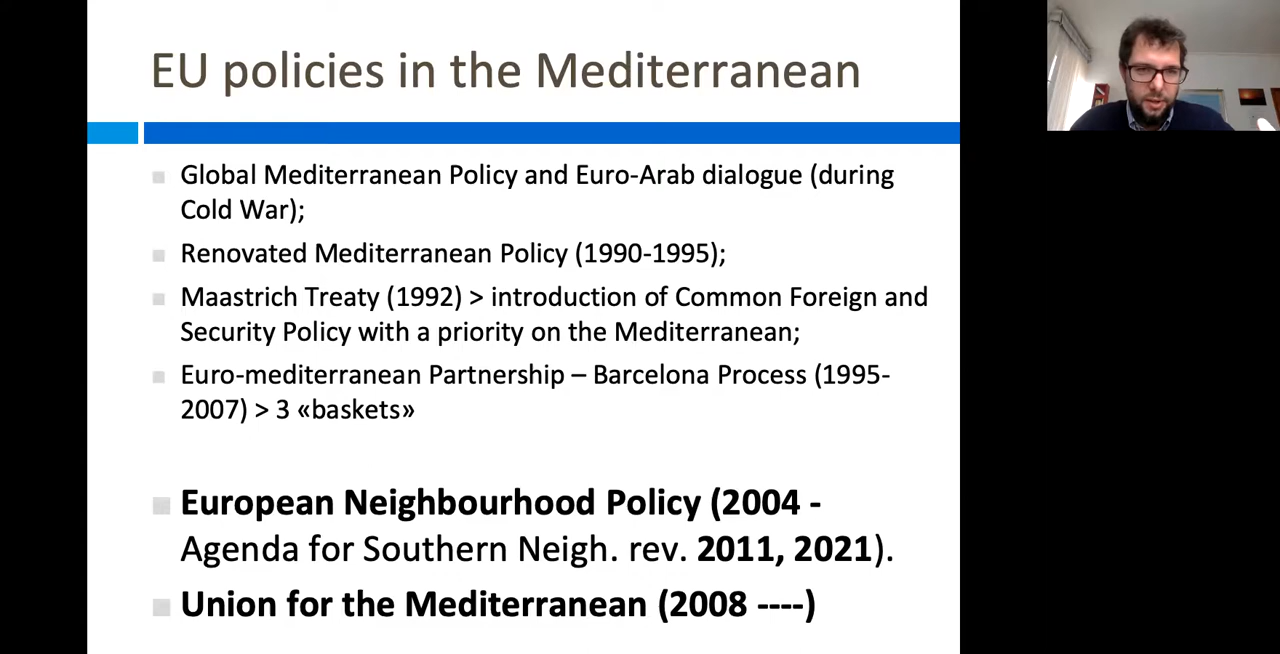 EU policies in the Mediterranean
Global Mediterranean Policy and Euro-Arab dialogue (during
Cold War);
Renovated Mediterranean Policy (1990-1995);
Maastrich Treaty (1992) > introduction of Common Foreign and
Security Policy with a priority on the Mediterranean;
Euro-mediterranean Partnership – Barcelona Process (1995-
2007) > 3 «baskets»
European Neighbourhood Policy (2004 -
Agenda for Southern Neigh. rev. 2011, 2021).
Union for the Mediterranean (2008 ----)